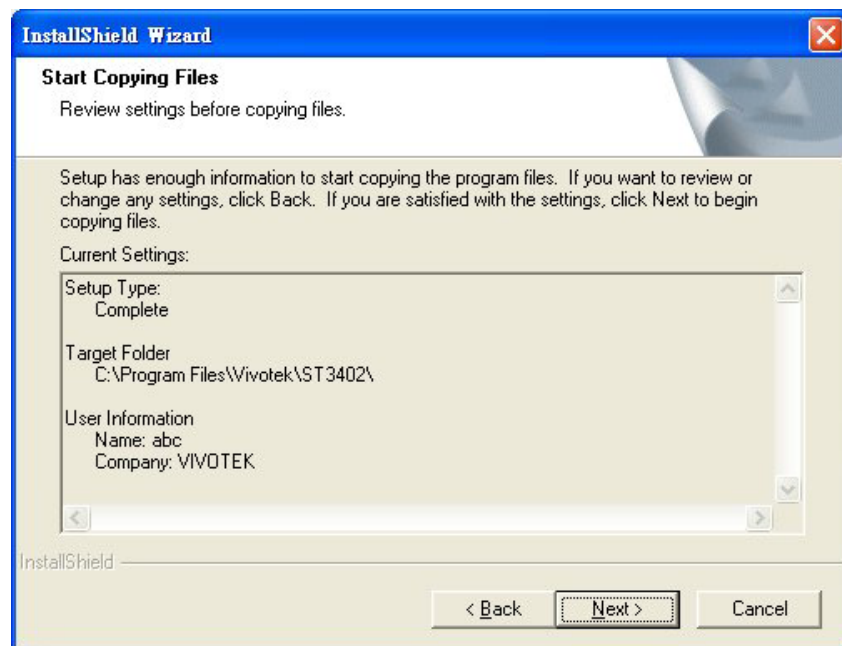 InstallShield Wizard
Start Copying Files
Review settings before copying files.
Setup has enough information to start copying the program files. If you want to review or
change any settings, click Back. If you are satisfied with the settings, click Next to begin
copying files.
Current Settings:
Setup Type:
Complete
Target Folder
C:\Program Files\Vivotek\ST3402\
User Information
Name: abc
Company: VIVOTEK
InstallShield
< Back
Next >
Cancel